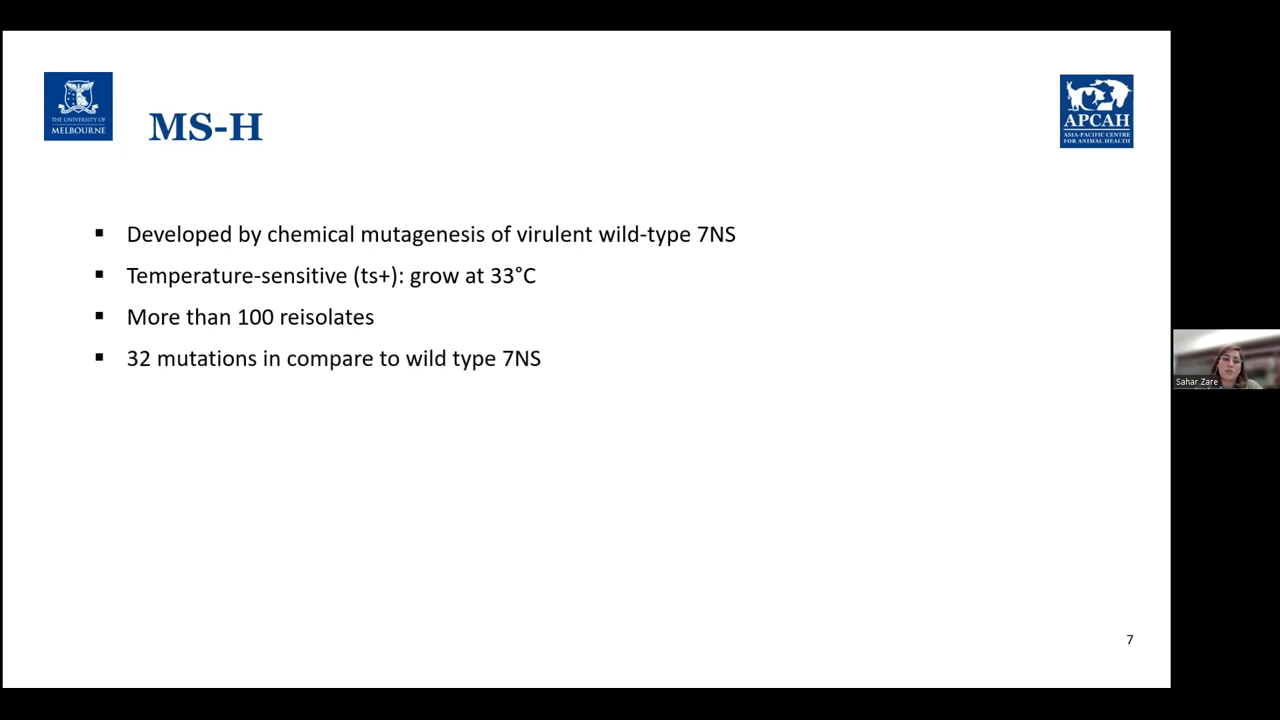 THE UNIVERSITY OF
MELBOURNE
MS-H
APCAH
ASIA-PACIFIC CENTRE
FOR ANIMAL HEALTH
▪ Developed by chemical mutagenesis of virulent wild-type 7NS
▪ Temperature-sensitive (ts+): grow at 33°C
▪ More than 100 reisolates
▪ 32 mutations in compare to wild type 7NS
Sahar Zare
7